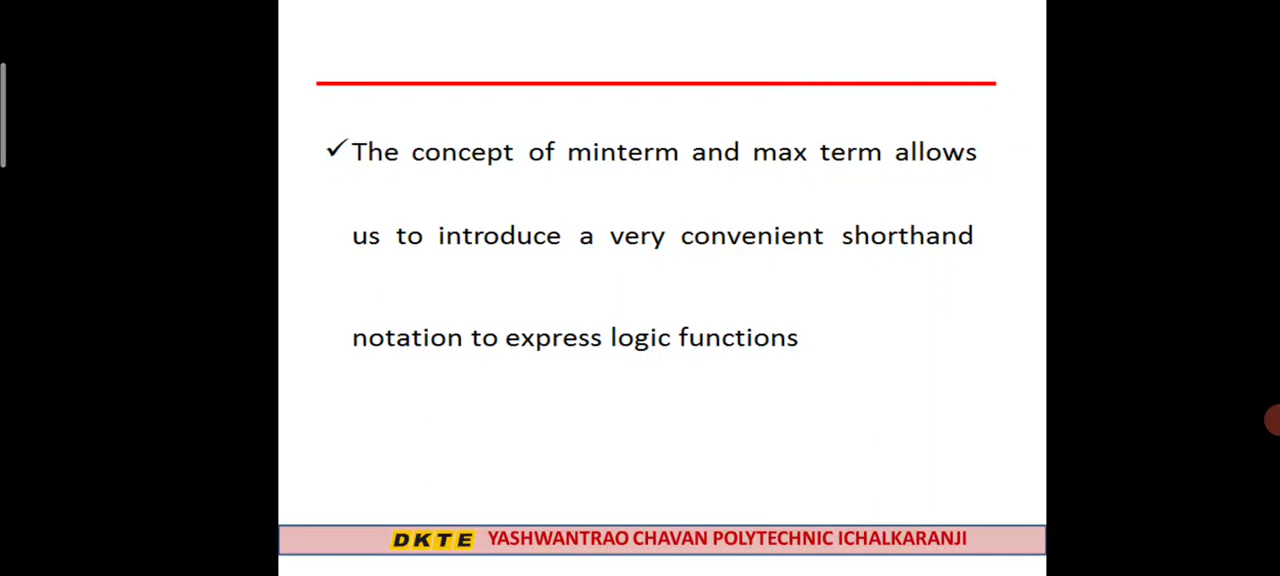 ✓The concept of minterm and max term allows
us to introduce a very convenient shorthand
notation to express logic functions
DKTE YASHWANTRAO CHAVAN POLYTECHNIC ICHALKARANJI